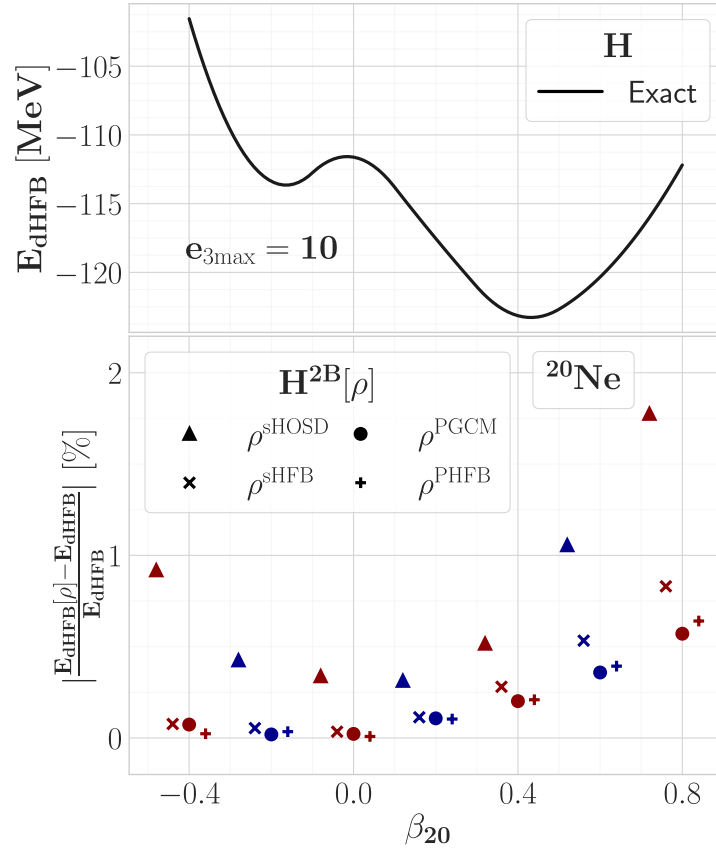 E_dHFB [MeV]
−105
−110
−115
−120
H
Exact
e_3max = 10
|E_dHFB[ρ]−E_dHFB / E_dHFB| [%]
2
1
0
H^2B[ρ]
ρ^sHOSD ρ^PGCM
ρ^sHFB ρ^PHFB
^20Ne
−0.4 0.0 0.4 0.8
β_20